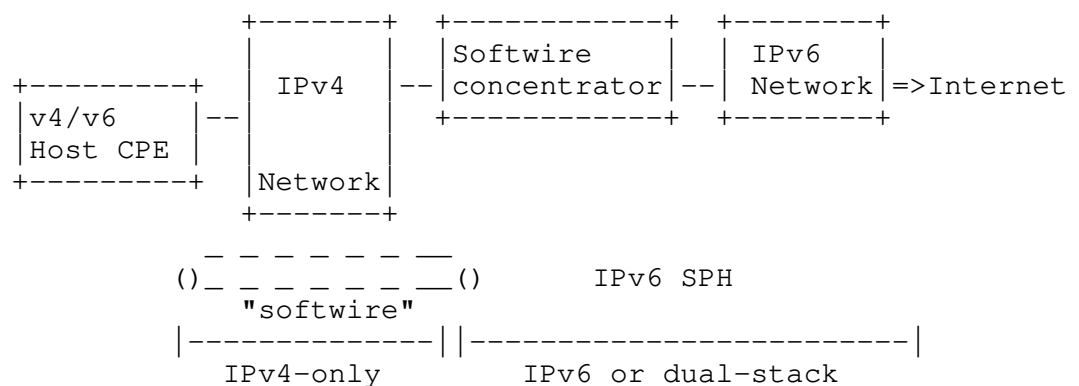 Softwire IPv6
IPv4 concentrator Network =>Internet
v4/v6
Host CPE
Network
() () IPv6 SPH
"softwire"
IPv4-only IPv6 or dual-stack